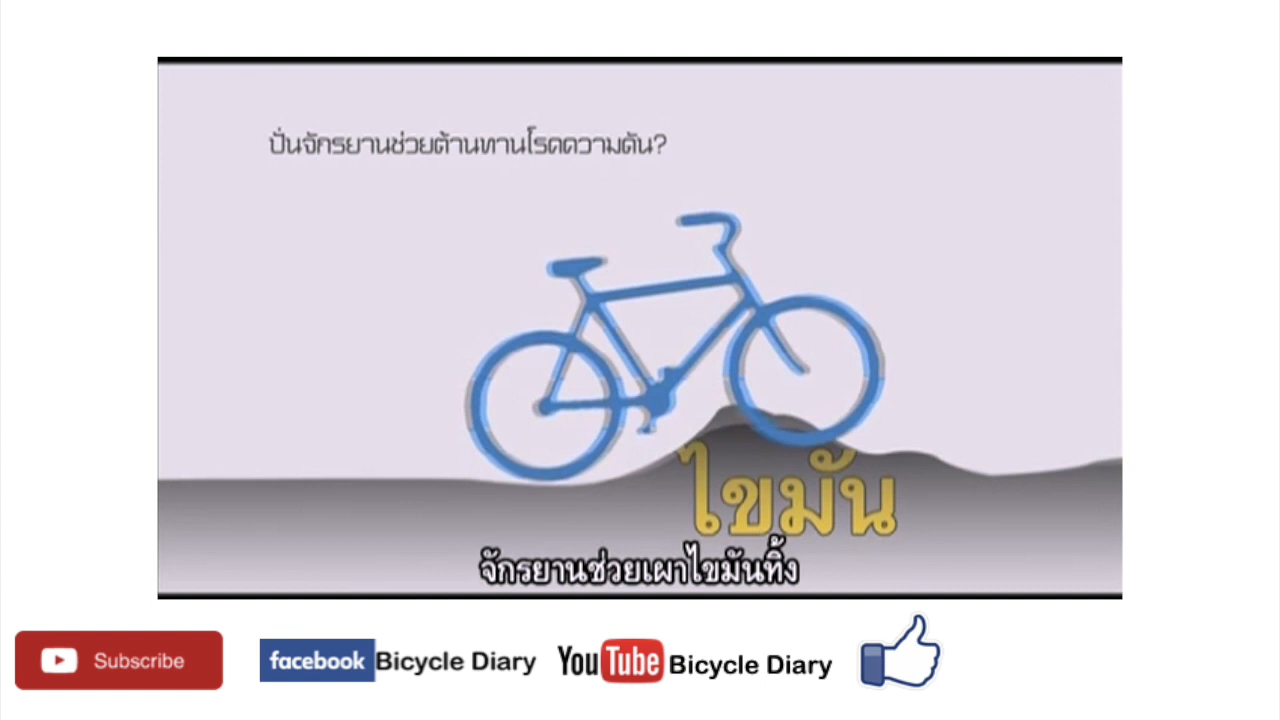 ปั่นจักรยานช่วยต้านทานโรคความดัน?
ไขมัน
จักรยานช่วยเผาไขมันทิ้ง
Subscribe
facebook Bicycle Diary
YouTube Bicycle Diary